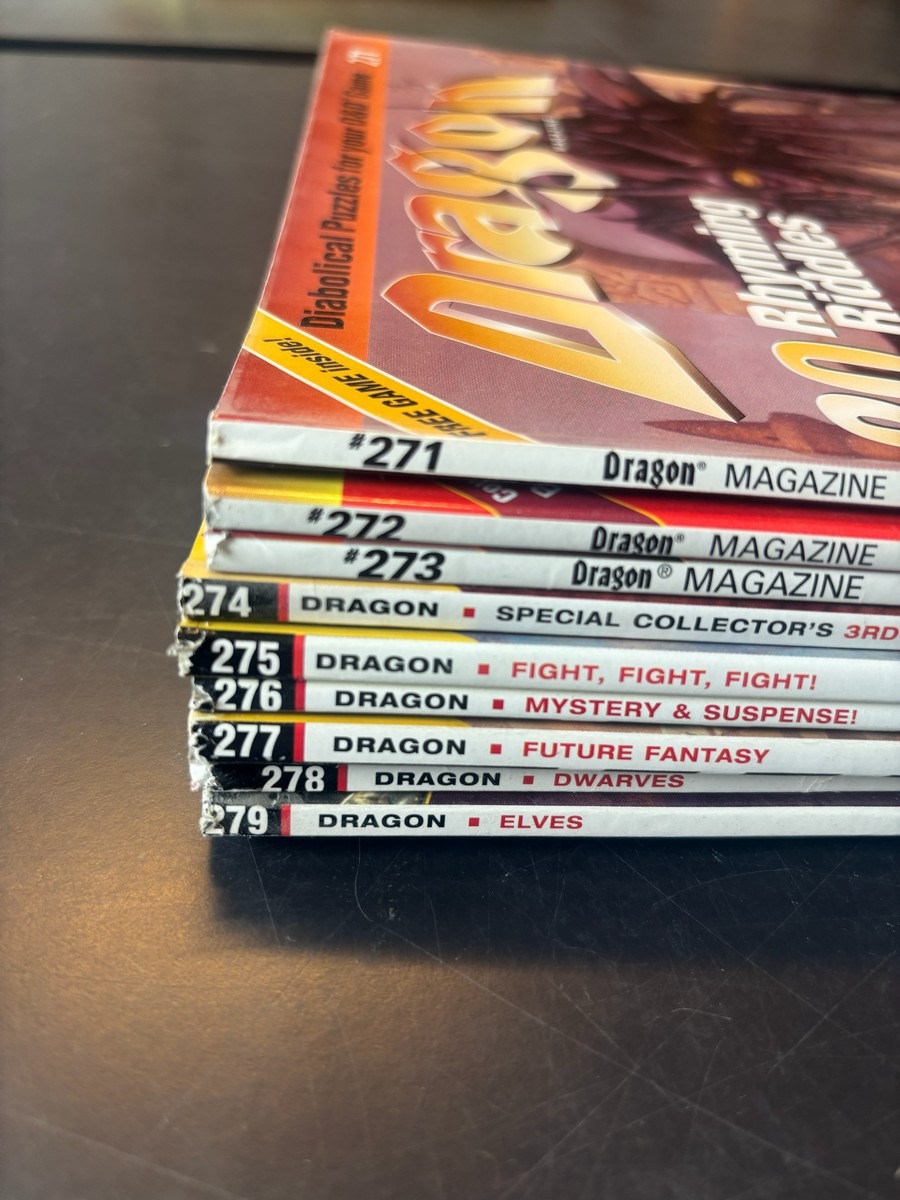 Diabolical Puzzles for your D&D Game
271
Dragon
Rhyming
Riddles
FREE GAME inside!
#271 Dragon® MAGAZINE
#272 Dragon® MAGAZINE
#273 Dragon® MAGAZINE
274 DRAGON ■ SPECIAL COLLECTOR'S 3RD
275 DRAGON ■ FIGHT, FIGHT, FIGHT!
276 DRAGON ■ MYSTERY & SUSPENSE!
277 DRAGON ■ FUTURE FANTASY
278 DRAGON ■ DWARVES
279 DRAGON ■ ELVES